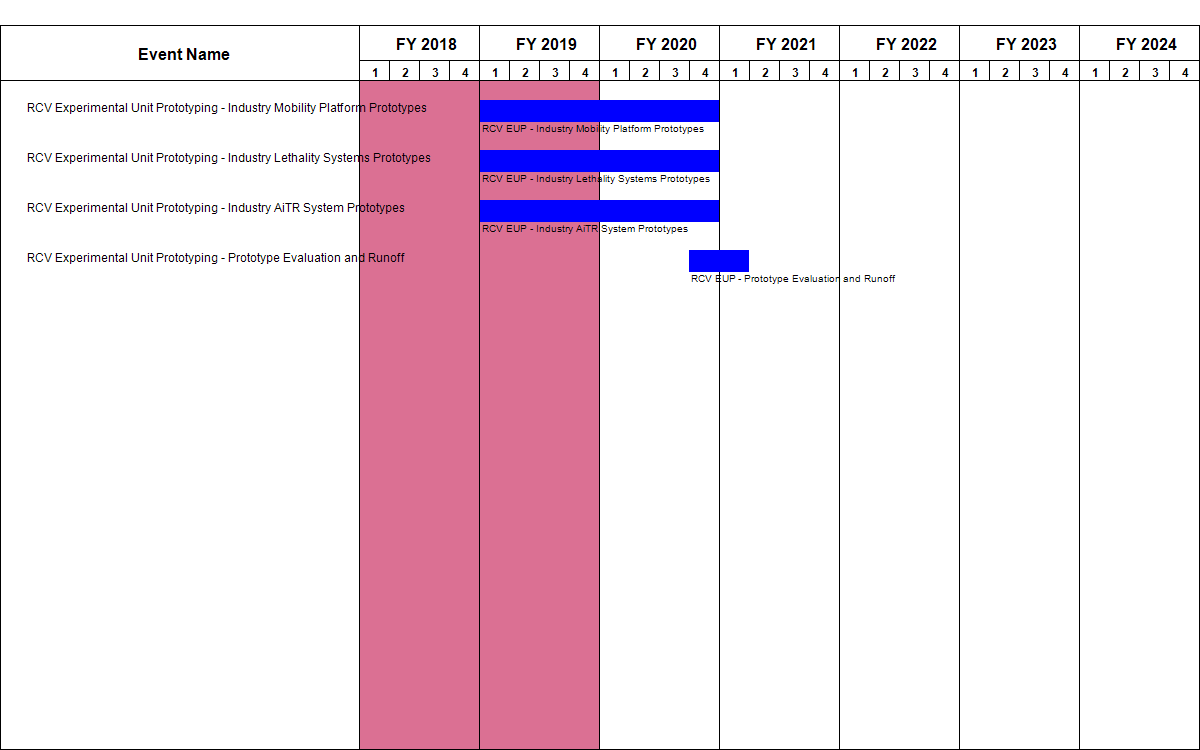 Event Name
FY 2018 FY 2019 FY 2020 FY 2021 FY 2022 FY 2023 FY 2024
1 2 3 4 1 2 3 4 1 2 3 4 1 2 3 4 1 2 3 4 1 2 3 4 1 2 3 4
RCV Experimental Unit Prototyping - Industry Mobility Platform Prototypes
RCV EUP - Industry Mobility Platform Prototypes
RCV Experimental Unit Prototyping - Industry Lethality Systems Prototypes
RCV EUP - Industry Lethality Systems Prototypes
RCV Experimental Unit Prototyping - Industry AiTR System Prototypes
RCV EUP - Industry AiTR System Prototypes
RCV Experimental Unit Prototyping - Prototype Evaluation and Runoff
RCV EUP - Prototype Evaluation and Runoff